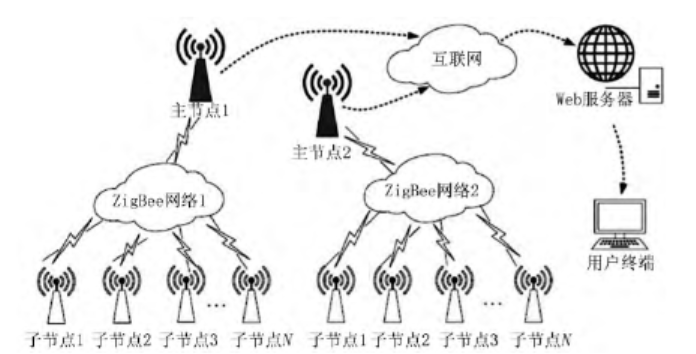 互联网
主节点1
Web服务器
主节点2
ZigBee网络1
ZigBee网络2
用户终端
子节点1 子节点2 子节点3 ... 子节点N
子节点1 子节点2 子节点3 ... 子节点N